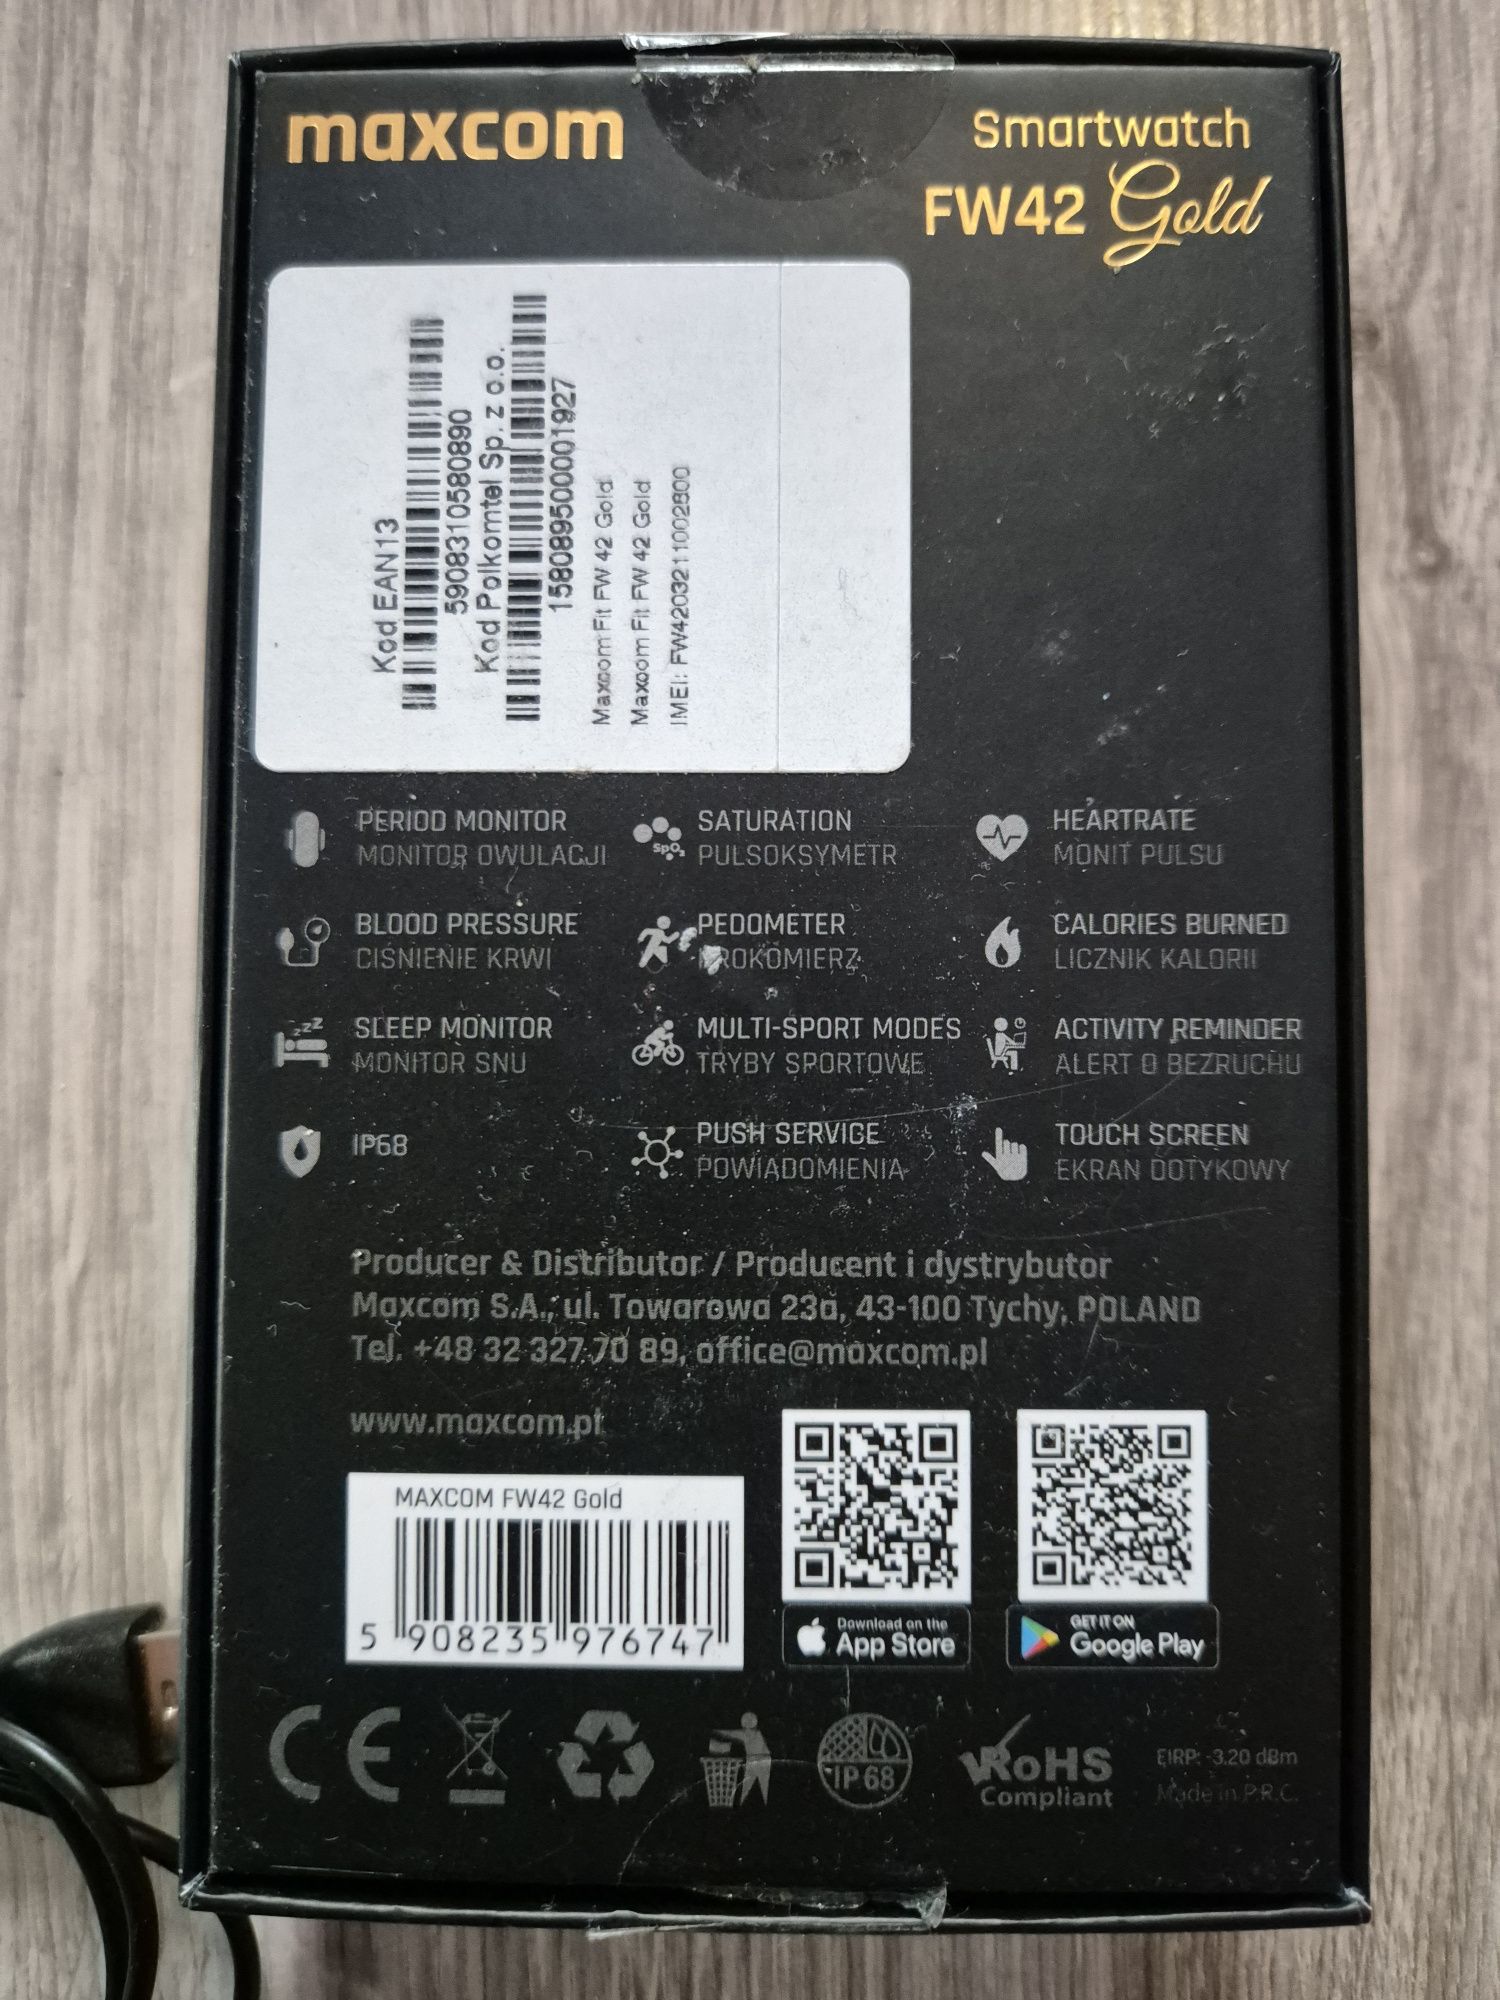 maxcom
Smartwatch
FW42 Gold
Kod EAN13
5908310580890
Kod Polkomtel Sp. z o.o.
1580895000001927
Maxcom Fit FW 42 Gold
Maxcom Fit FW 42 Gold
IMEI: FW4203211002800
PERIOD MONITOR
MONITOR OWULACJI
SpO₂
SATURATION
PULSOKSYMETR
HEARTRATE
MONIT PULSU
BLOOD PRESSURE
CIŚNIENIE KRWI
PEDOMETER
KROKOMIERZ
CALORIES BURNED
LICZNIK KALORII
zzZ
SLEEP MONITOR
MONITOR SNU
MULTI-SPORT MODES
TRYBY SPORTOWE
ACTIVITY REMINDER
ALERT O BEZRUCHU
IP68
PUSH SERVICE
POWIADOMIENIA
TOUCH SCREEN
EKRAN DOTYKOWY
Producer & Distributor / Producent i dystrybutor
Maxcom S.A., ul. Towarowa 23a, 43-100 Tychy, POLAND
Tel. +48 32 327 70 89, office@maxcom.pl
www.maxcom.pl
MAXCOM FW42 Gold
5 908235 976747
Download on the
App Store
GET IT ON
Google Play
CE
IP 68
RoHS
Compliant
EIRP: -3.20 dBm
Made in P.R.C.